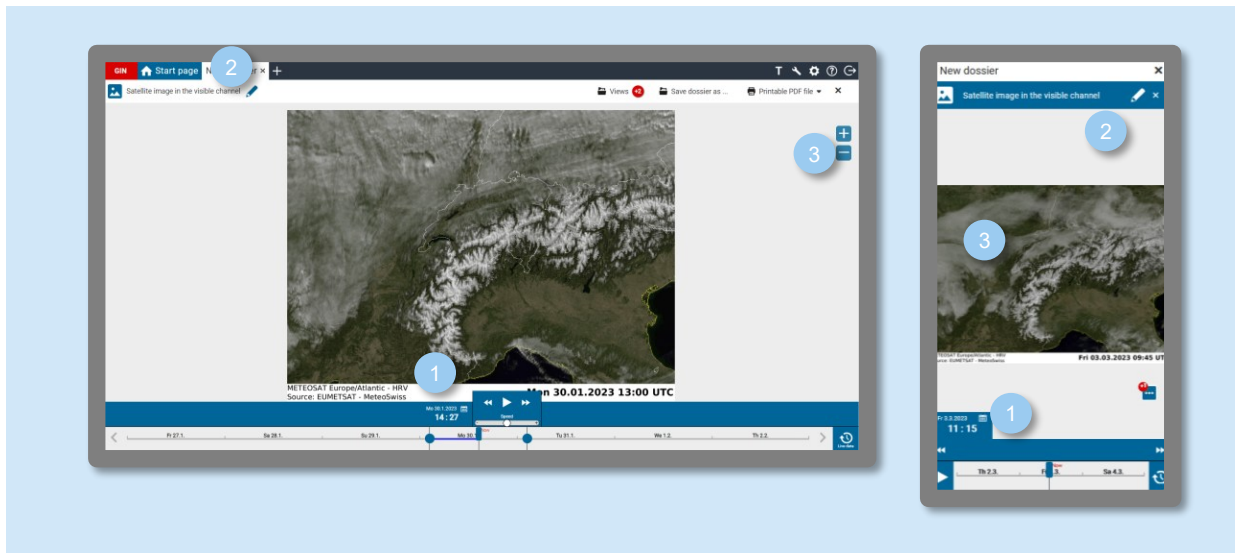 GIN Start page × +
T
2
Satellite image in the visible channel
Views +2 Save dossier as ... Printable PDF file ×
3
1
METEOSAT Europe/Atlantic - HRV
Source: EUMETSAT - MeteoSwiss
Mon 30.01.2023 13:00 UTC
Mo 30.1.2023
14:27
Speed
Now
Fr 27.1. Sa 28.1. Su 29.1. Mo 30. Tu 31.1. We 1.2. Th 2.2.
Live data
New dossier ×
Satellite image in the visible channel ×
2
3
METEOSAT Europe/Atlantic - HRV
Source: EUMETSAT - MeteoSwiss
Fri 03.03.2023 09:45 UT
1
Fr 3.3.2023
11:15
Now
Th 2.3. Sa 4.3.